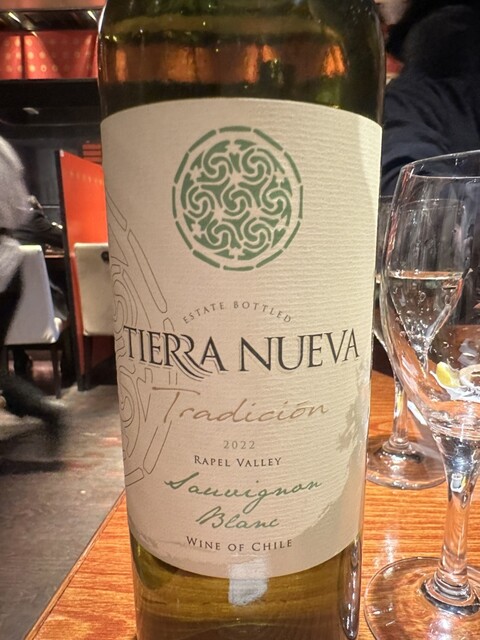 ESTATE BOTTLED
TIERRA NUEVA
Tradición
2022
RAPEL VALLEY
Sauvignon
Blanc
WINE OF CHILE